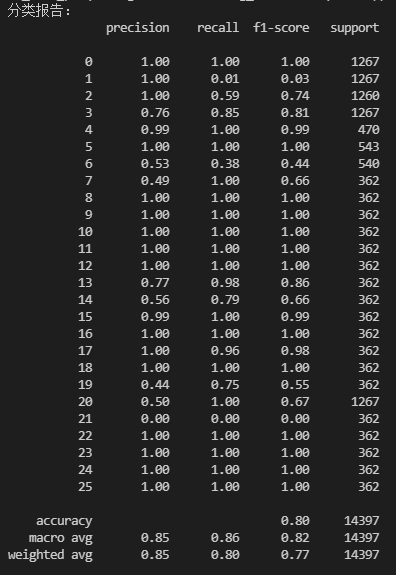 分类报告：
precision recall f1-score support
0 1.00 1.00 1.00 1267
1 1.00 0.01 0.03 1267
2 1.00 0.59 0.74 1260
3 0.76 0.85 0.81 1267
4 0.99 1.00 0.99 470
5 1.00 1.00 1.00 543
6 0.53 0.38 0.44 540
7 0.49 1.00 0.66 362
8 1.00 1.00 1.00 362
9 1.00 1.00 1.00 362
10 1.00 1.00 1.00 362
11 1.00 1.00 1.00 362
12 1.00 1.00 1.00 362
13 0.77 0.98 0.86 362
14 0.56 0.79 0.66 362
15 0.99 1.00 0.99 362
16 1.00 1.00 1.00 362
17 1.00 0.96 0.98 362
18 1.00 1.00 1.00 362
19 0.44 0.75 0.55 362
20 0.50 1.00 0.67 1267
21 0.00 0.00 0.00 362
22 1.00 1.00 1.00 362
23 1.00 1.00 1.00 362
24 1.00 1.00 1.00 362
25 1.00 1.00 1.00 362
accuracy 0.80 14397
macro avg 0.85 0.86 0.82 14397
weighted avg 0.85 0.80 0.77 14397